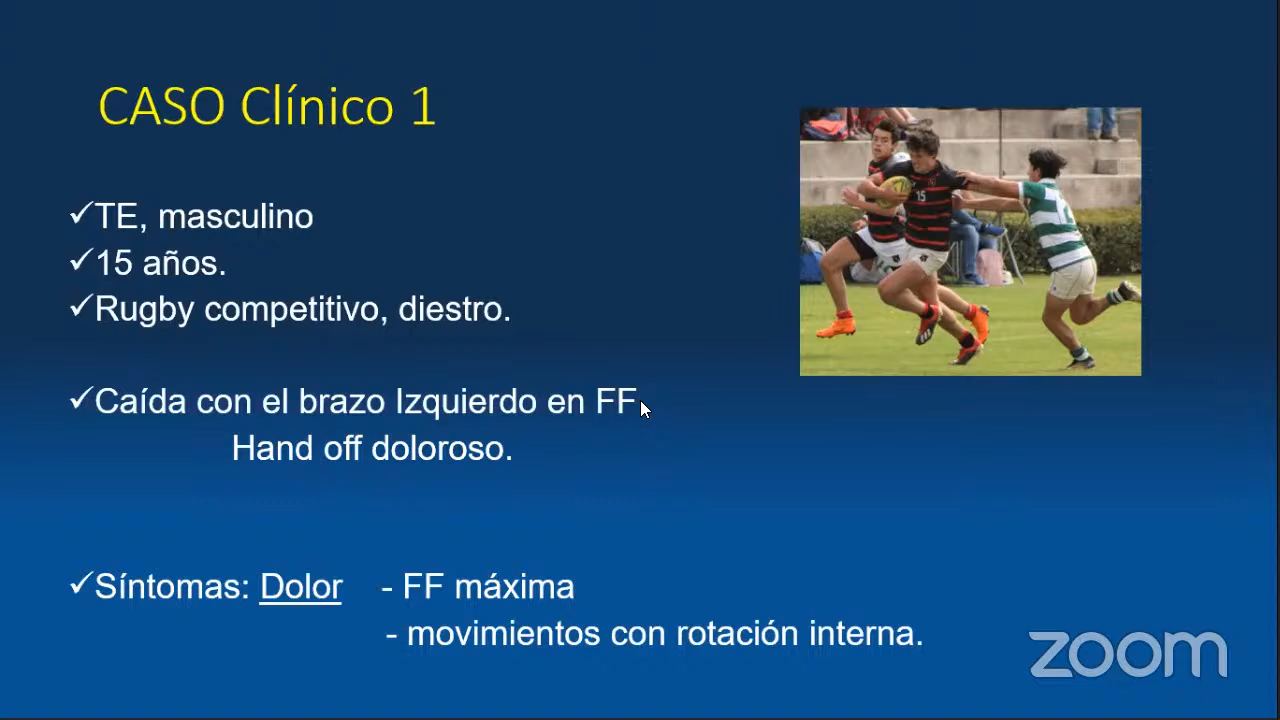 CASO Clínico 1
✓TE, masculino
✓15 años.
✓Rugby competitivo, diestro.
✓Caída con el brazo Izquierdo en FF
Hand off doloroso.
✓Síntomas: Dolor - FF máxima
- movimientos con rotación interna.
15
zoom